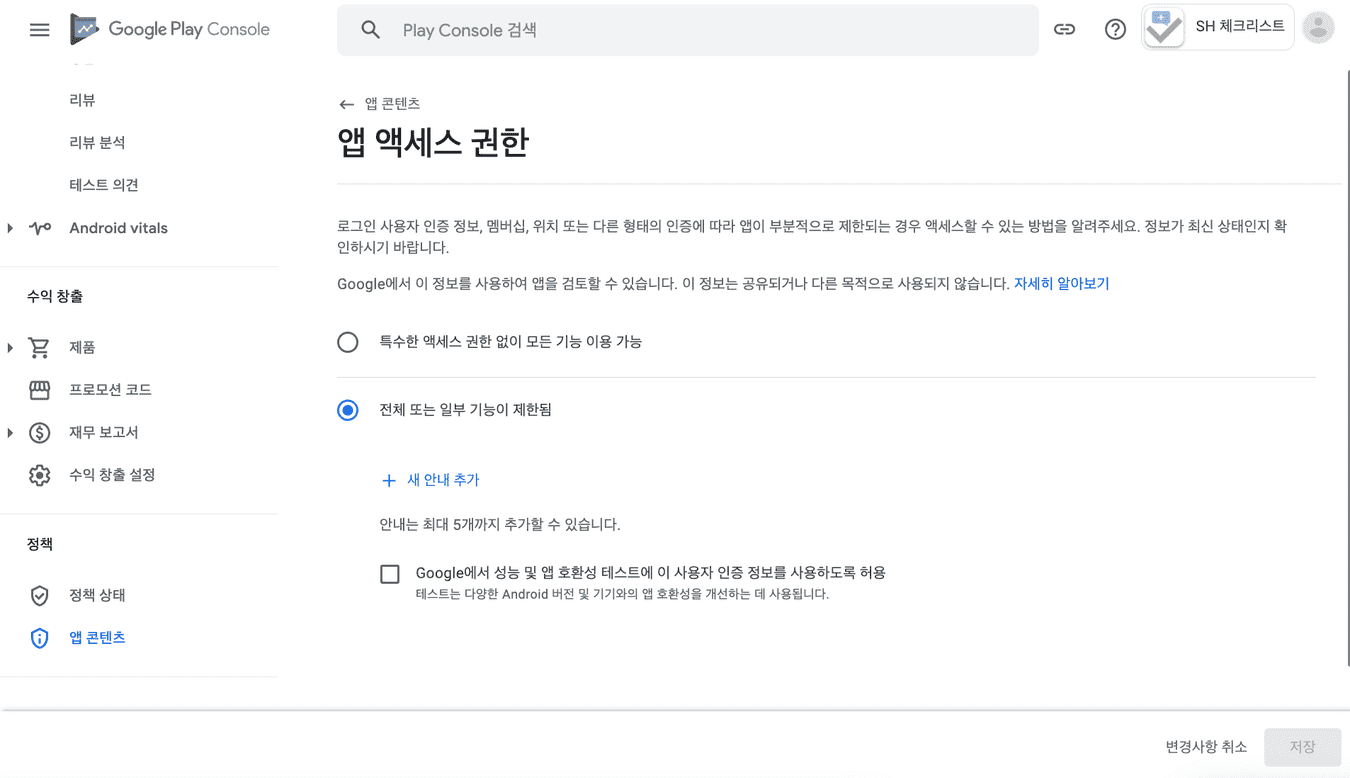 Google Play Console
Play Console 검색
SH 체크리스트
리뷰
리뷰 분석
테스트 의견
Android vitals
수익 창출
제품
프로모션 코드
재무 보고서
수익 창출 설정
정책
정책 상태
앱 콘텐츠
앱 콘텐츠
앱 액세스 권한
로그인 사용자 인증 정보, 멤버십, 위치 또는 다른 형태의 인증에 따라 앱이 부분적으로 제한되는 경우 액세스할 수 있는 방법을 알려주세요. 정보가 최신 상태인지 확
인하시기 바랍니다.
Google에서 이 정보를 사용하여 앱을 검토할 수 있습니다. 이 정보는 공유되거나 다른 목적으로 사용되지 않습니다. 자세히 알아보기
특수한 액세스 권한 없이 모든 기능 이용 가능
전체 또는 일부 기능이 제한됨
+ 새 안내 추가
안내는 최대 5개까지 추가할 수 있습니다.
Google에서 성능 및 앱 호환성 테스트에 이 사용자 인증 정보를 사용하도록 허용
테스트는 다양한 Android 버전 및 기기와의 앱 호환성을 개선하는 데 사용됩니다.
변경사항 취소
저장